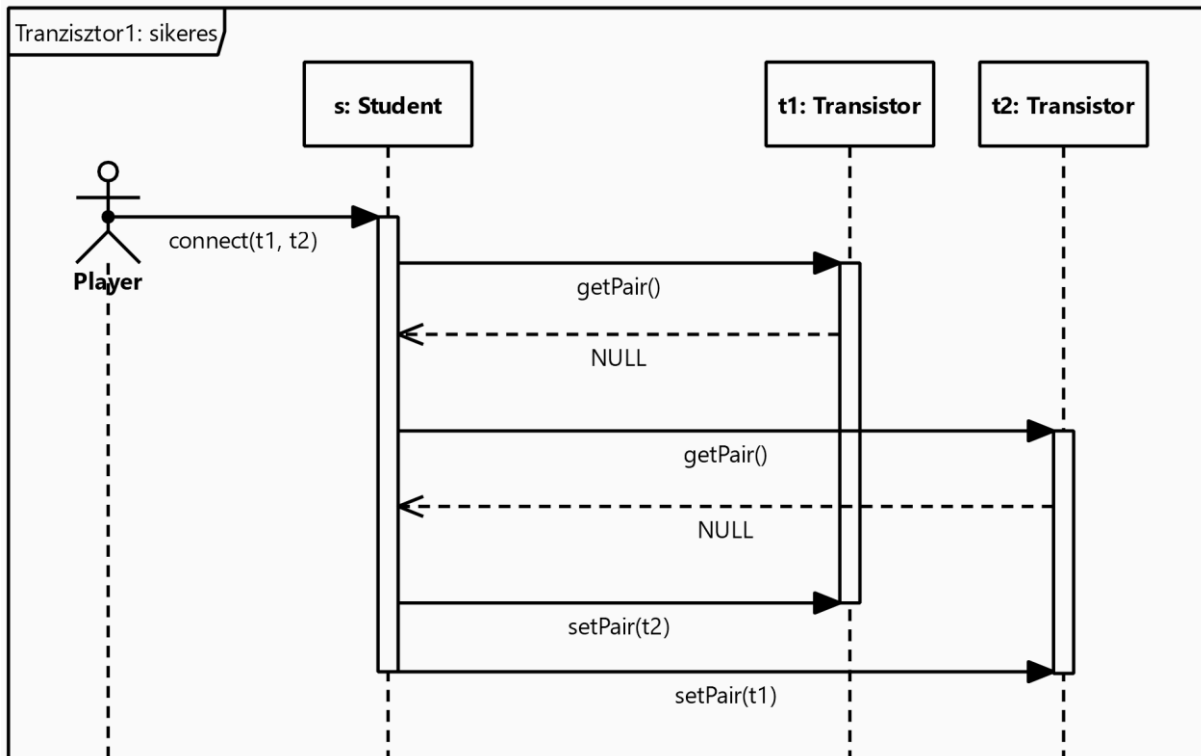 Tranzisztor1: sikeres
s: Student
t1: Transistor
t2: Transistor
Player
connect(t1, t2)
getPair()
NULL
getPair()
NULL
setPair(t2)
setPair(t1)